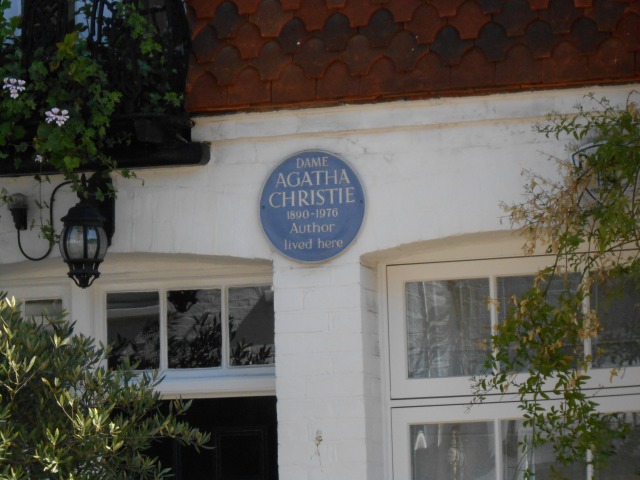 DAME
AGATHA
CHRISTIE
1890-1976
Author
lived here